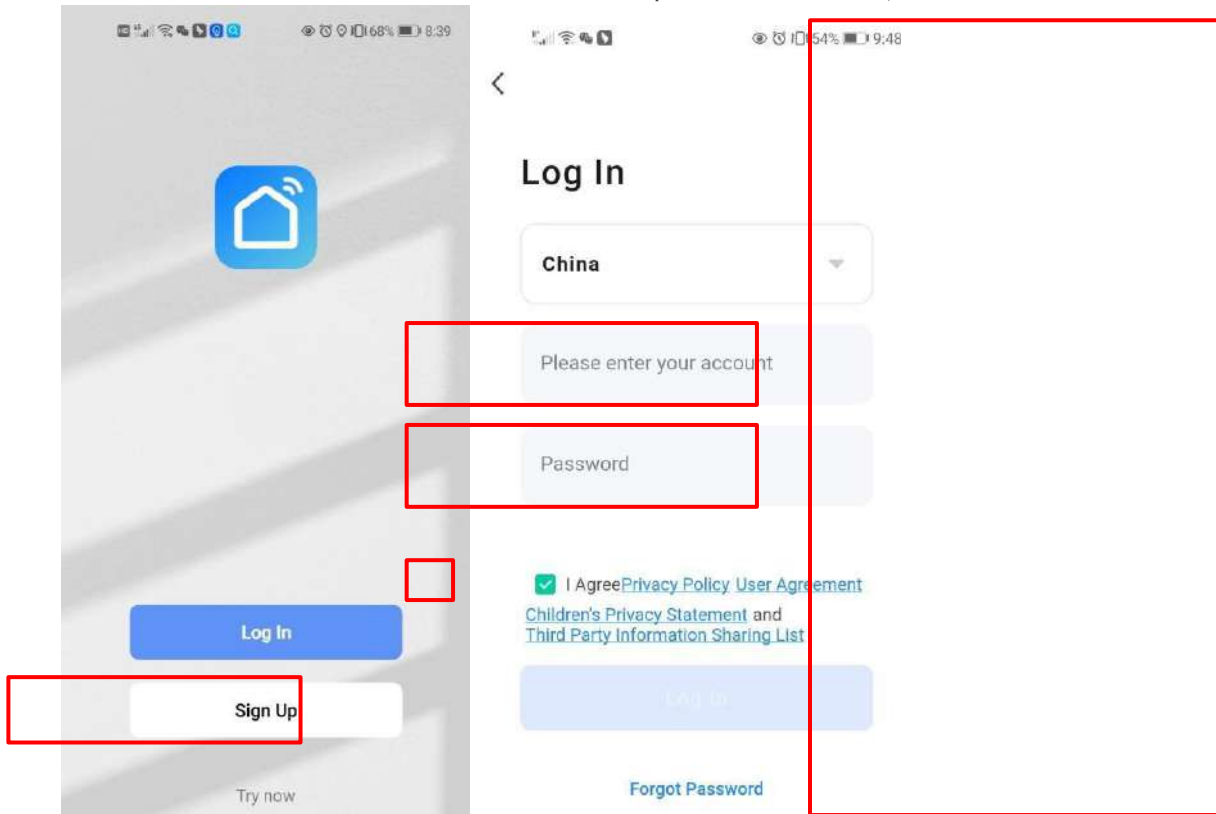 68% 8:39
Log In
Sign Up
Try now
54% 9:48
Log In
China
Please enter your account
Password
I AgreePrivacy Policy User Agreement
Children's Privacy Statement and
Third Party Information Sharing List
Log In
Forgot Password